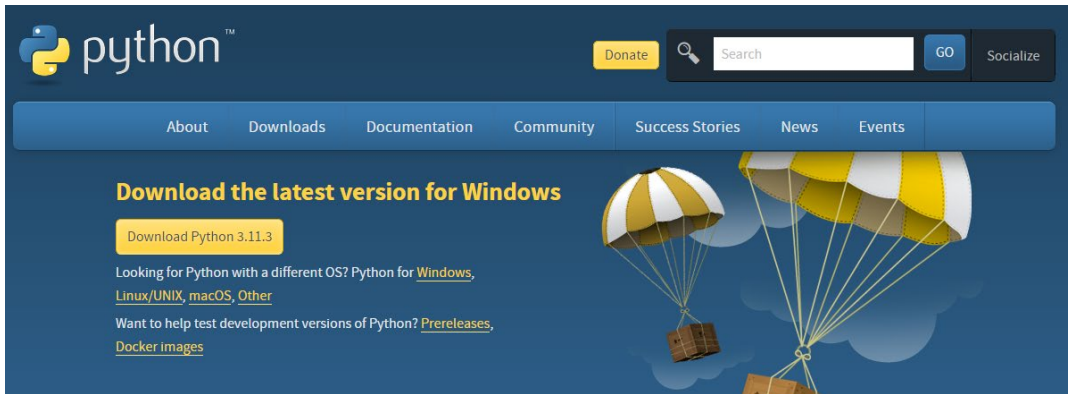 python™
Donate
Search
GO
Socialize
About Downloads Documentation Community Success Stories News Events
Download the latest version for Windows
Download Python 3.11.3
Looking for Python with a different OS? Python for Windows,
Linux/UNIX, macOS, Other
Want to help test development versions of Python? Prereleases,
Docker images